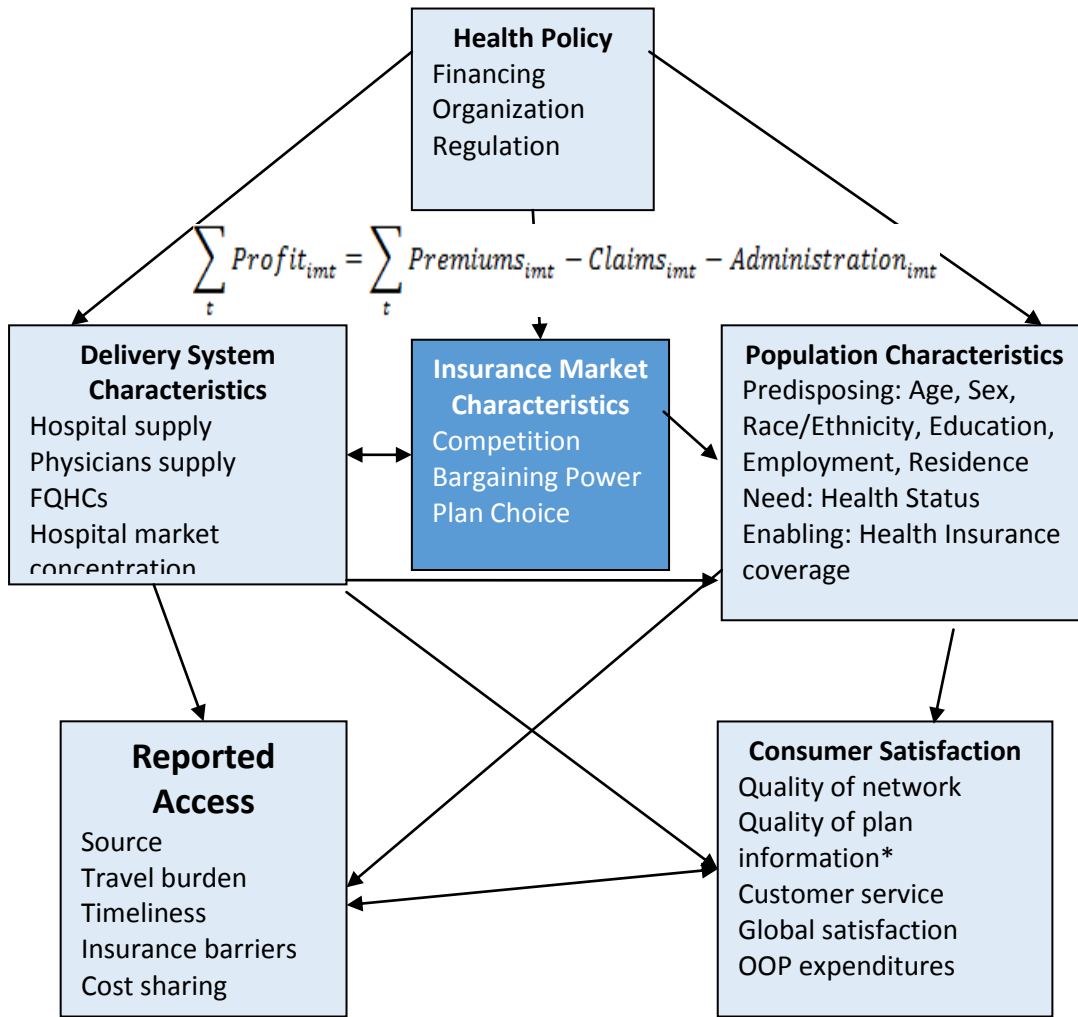 Health Policy
Financing
Organization
Regulation
∑ Profit_imt = ∑ Premiums_imt − Claims_imt − Administration_imt
t t
Delivery System
Characteristics
Hospital supply
Physicians supply
FQHCs
Hospital market
concentration
Insurance Market
Characteristics
Competition
Bargaining Power
Plan Choice
Population Characteristics
Predisposing: Age, Sex,
Race/Ethnicity, Education,
Employment, Residence
Need: Health Status
Enabling: Health Insurance
coverage
Reported
Access
Source
Travel burden
Timeliness
Insurance barriers
Cost sharing
Consumer Satisfaction
Quality of network
Quality of plan
information*
Customer service
Global satisfaction
OOP expenditures